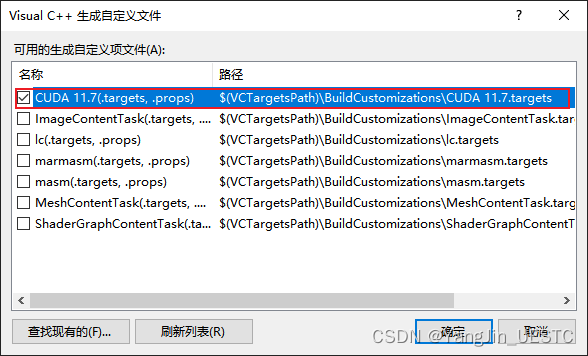 Visual C++ 生成自定义文件
可用的生成自定义项文件(A):
名称 路径
CUDA 11.7(.targets, .props) $(VCTargetsPath)\BuildCustomizations\CUDA 11.7.targets
ImageContentTask(.targets, .... $(VCTargetsPath)\BuildCustomizations\ImageContentTask.tar
lc(.targets, .props) $(VCTargetsPath)\BuildCustomizations\lc.targets
marmasm(.targets, .props) $(VCTargetsPath)\BuildCustomizations\marmasm.targets
masm(.targets, .props) $(VCTargetsPath)\BuildCustomizations\masm.targets
MeshContentTask(.targets, .... $(VCTargetsPath)\BuildCustomizations\MeshContentTask.targ
ShaderGraphContentTask(.ta... $(VCTargetsPath)\BuildCustomizations\ShaderGraphContentT
查找现有的(F)... 刷新列表(R) 确定 取消
CSDN @YangJin_UESTC